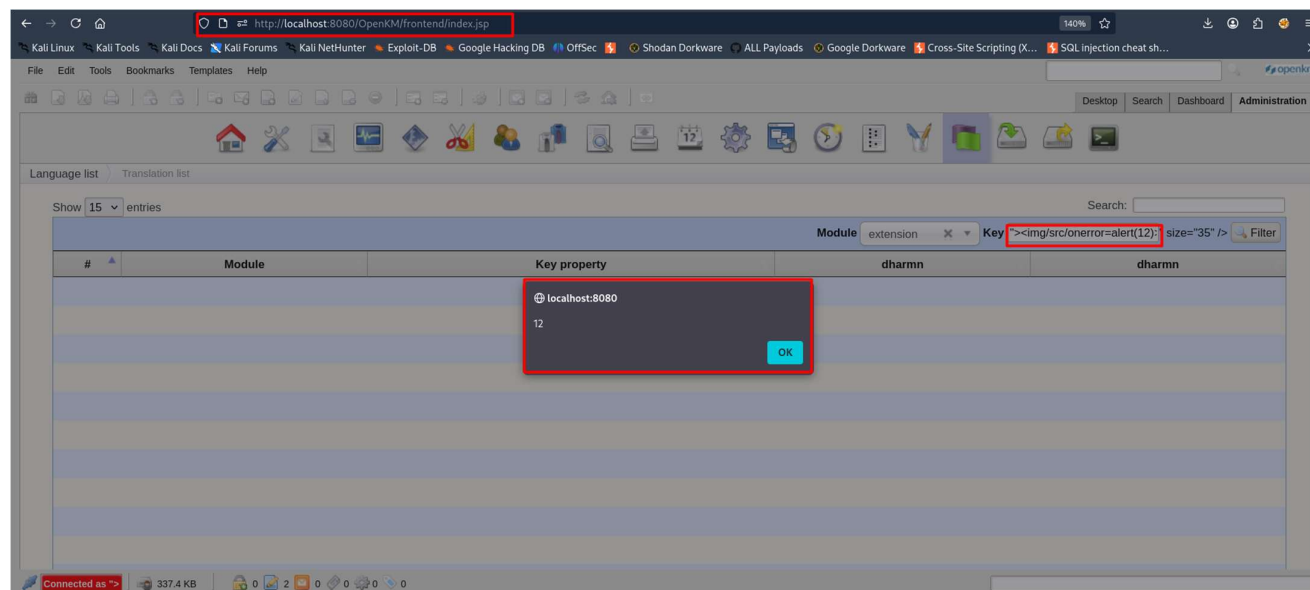 http://localhost:8080/OpenKM/frontend/index.jsp
140%
Kali Linux Kali Tools Kali Docs Kali Forums Kali NetHunter Exploit-DB Google Hacking DB OffSec Shodan Dorkware ALL Payloads Google Dorkware Cross-Site Scripting (X... SQL injection cheat sh...
File Edit Tools Bookmarks Templates Help
openkm
Desktop Search Dashboard Administration
12
Language list Translation list
Show 15 entries Search:
Module extension Key "><img/src/onerror=alert(12):" size="35" /> Filter
# Module Key property dharmn dharmn
localhost:8080
12
OK
Connected as "> 337.4 KB 0 2 0 0 0 0